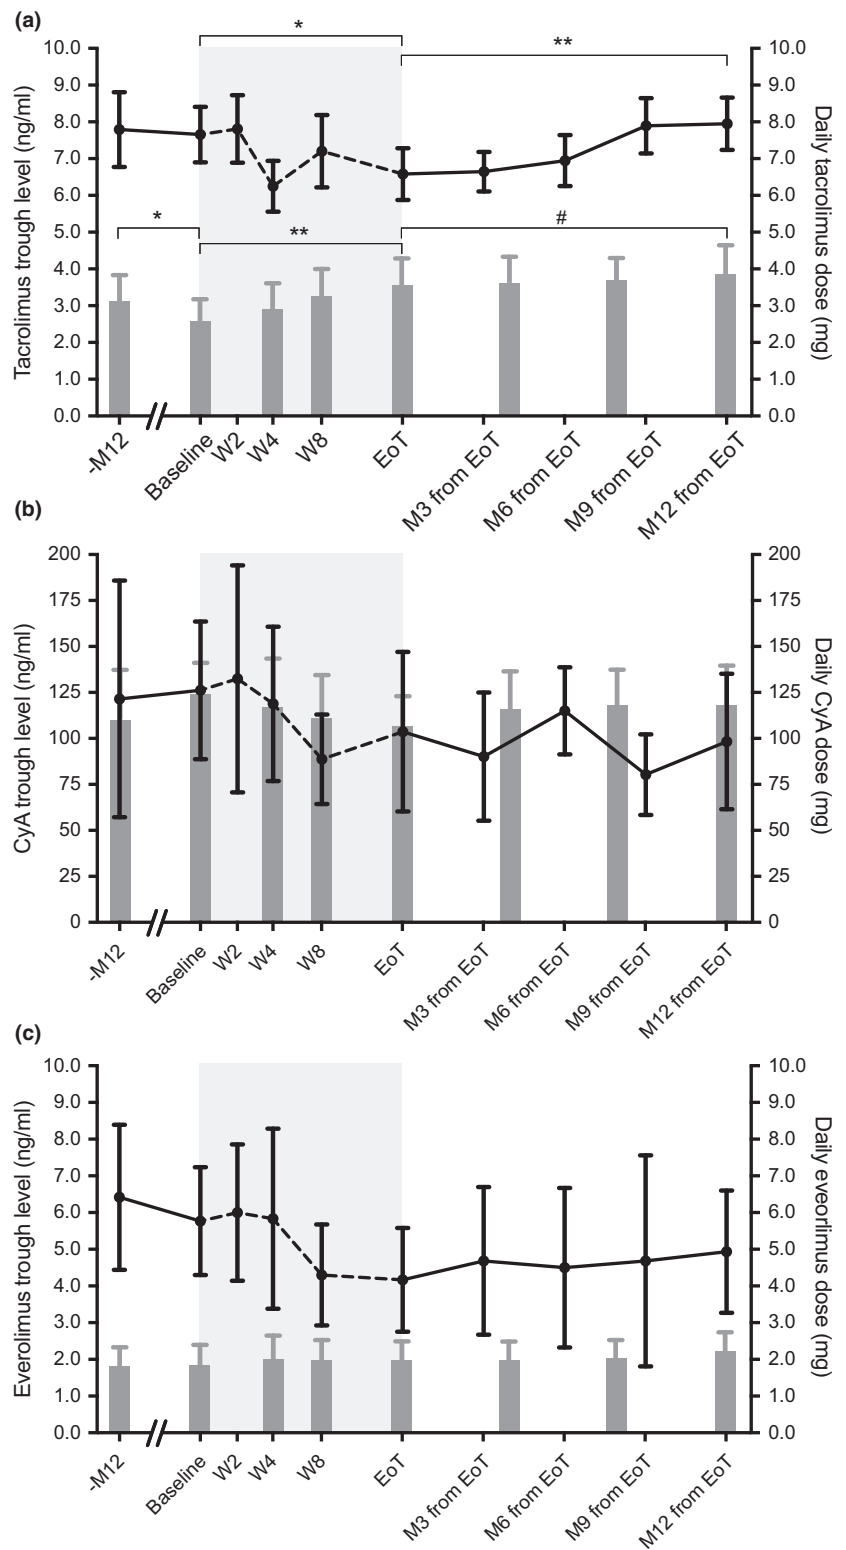 (a)
*
**
10.0
9.0
8.0
7.0
6.0
5.0
4.0
3.0
2.0
1.0
0.0
Tacrolimus trough level (ng/ml)
*
**
#
10.0
9.0
8.0
7.0
6.0
5.0
4.0
3.0
2.0
1.0
0.0
Daily tacrolimus dose (mg)
-M12
Baseline
W2
W4
W8
EoT
M3 from EoT
M6 from EoT
M9 from EoT
M12 from EoT
(b)
200
175
150
125
100
75
50
25
0
CyA trough level (ng/ml)
200
175
150
125
100
75
50
25
0
Daily CyA dose (mg)
-M12
Baseline
W2
W4
W8
EoT
M3 from EoT
M6 from EoT
M9 from EoT
M12 from EoT
(c)
10.0
9.0
8.0
7.0
6.0
5.0
4.0
3.0
2.0
1.0
0.0
Everolimus trough level (ng/ml)
10.0
9.0
8.0
7.0
6.0
5.0
4.0
3.0
2.0
1.0
0.0
Daily eveorlimus dose (mg)
-M12
Baseline
W2
W4
W8
EoT
M3 from EoT
M6 from EoT
M9 from EoT
M12 from EoT